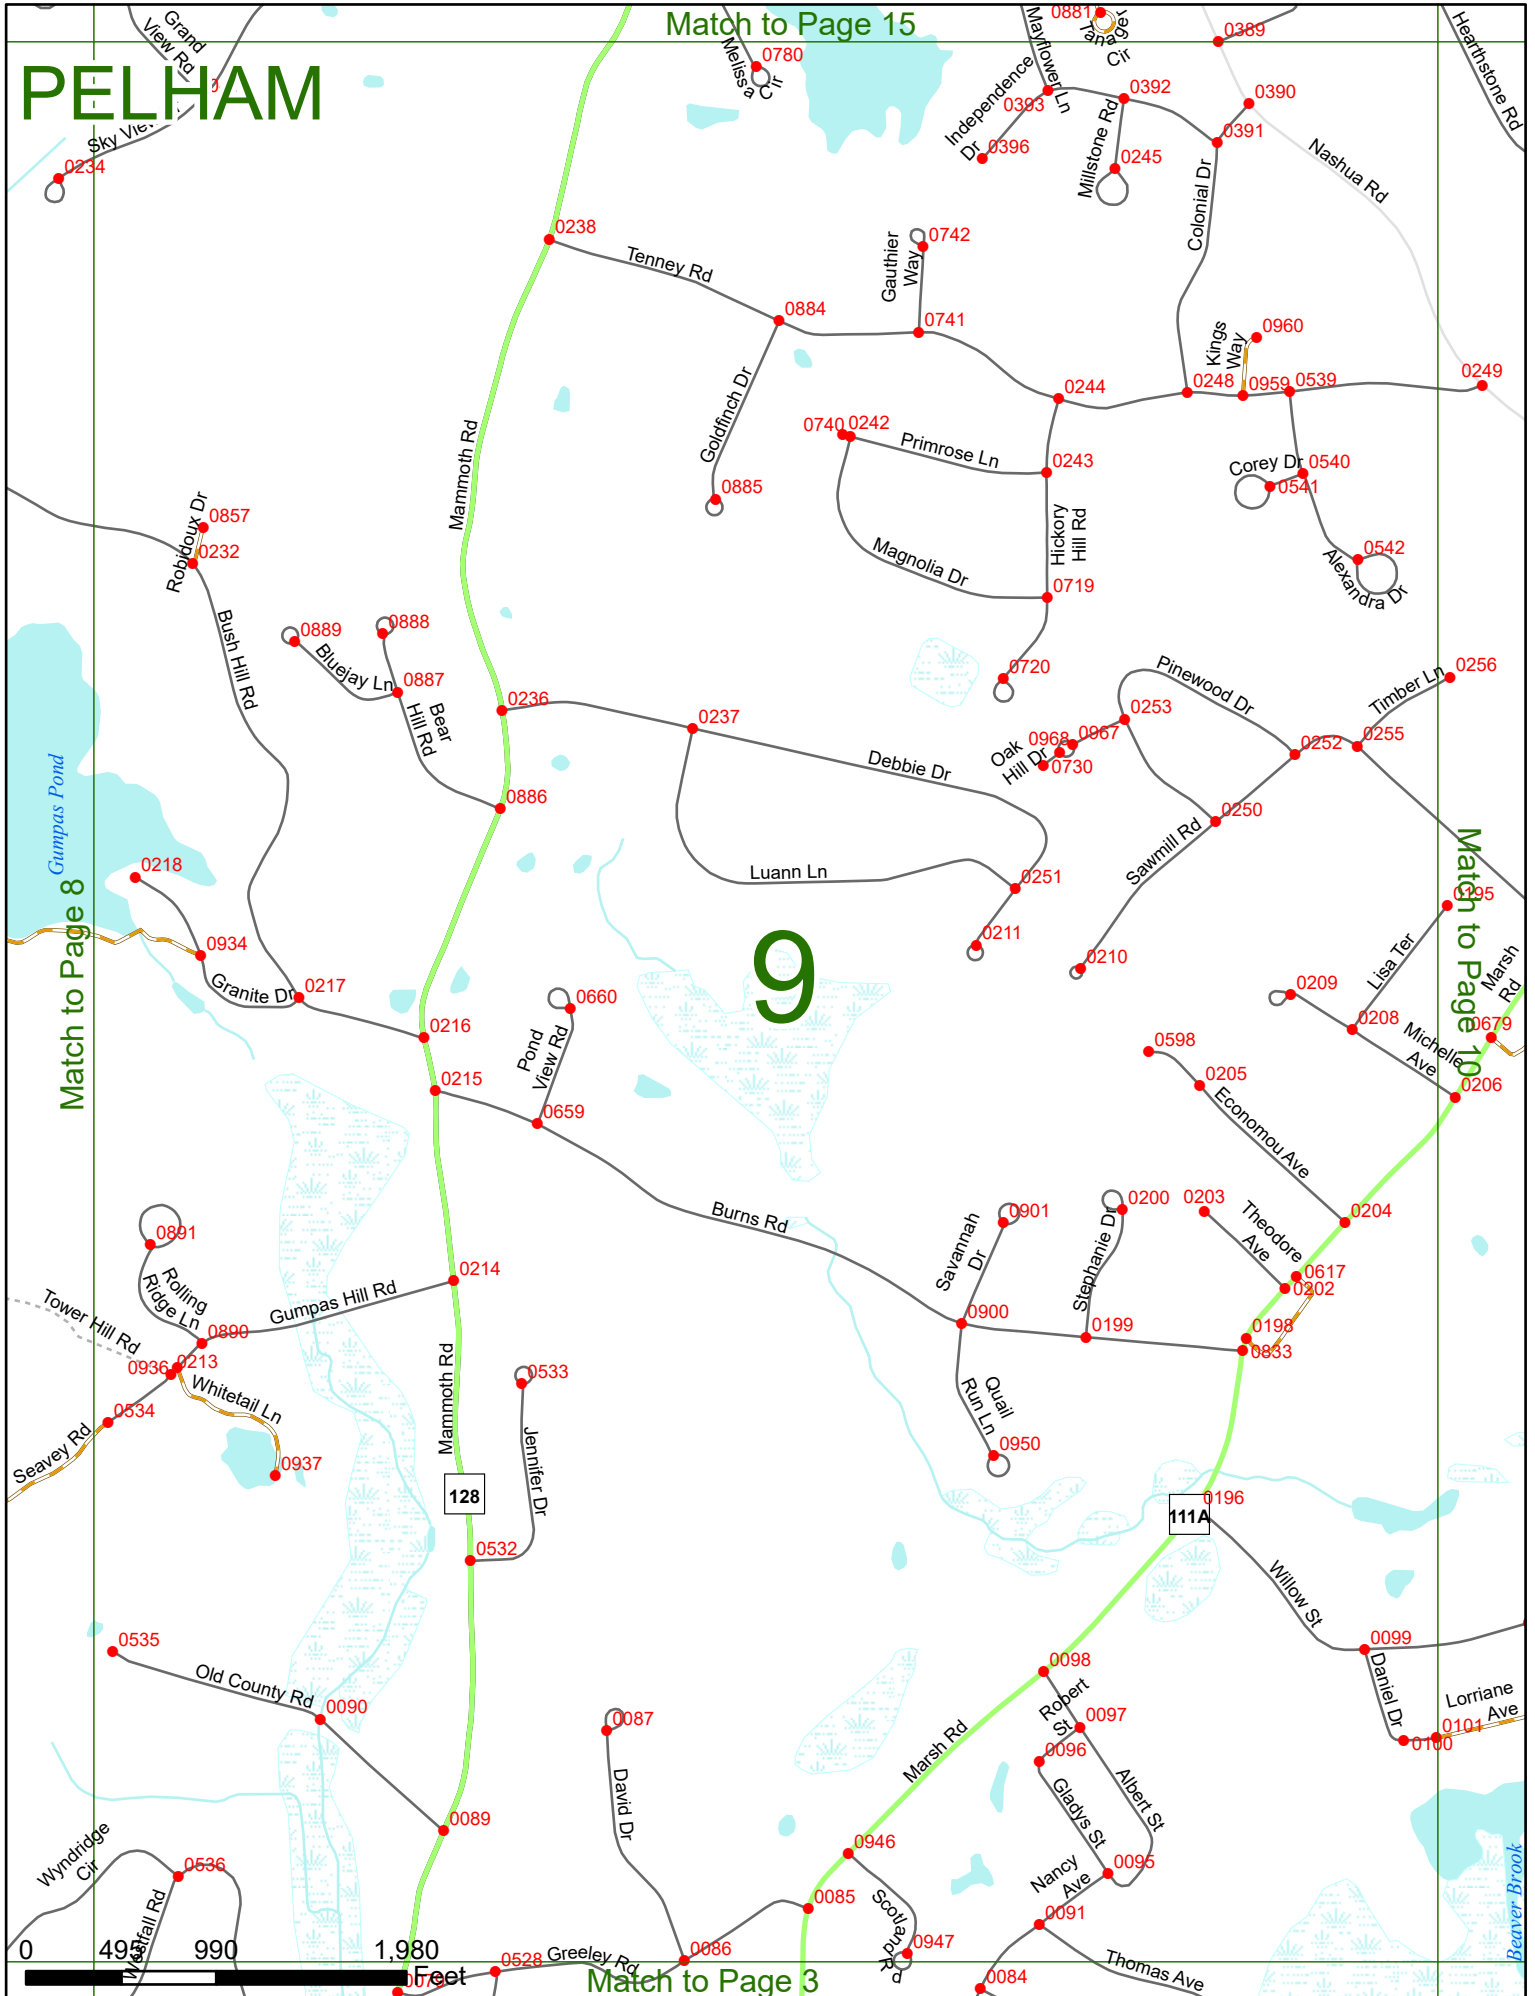 Match to Page 15
PELHAM
Grand
View Rd
Sky View
0234
Melissa Cir
0780
0881
Tanager
Cir
0389
Hearthstone Rd
Mayflower Ln
Independence
Dr
0393
0396
0392
Millstone Rd
0245
0390
0391
Nashua Rd
Colonial Dr
0238
Tenney Rd
Gauthier
Way
0742
0884
0741
Kings
Way
0960
0244
0248
0959
0539
0249
Goldfinch Dr
0885
Mammoth Rd
0740
0242
Primrose Ln
0243
Hickory
Hill Rd
Magnolia Dr
0719
0720
Corey Dr
0540
0541
0542
Alexandra Dr
Robidoux Dr
0857
0232
Bush Hill Rd
0889
0888
Bluejay Ln
0887
Bear
Hill Rd
0236
0237
Debbie Dr
0886
Luann Ln
0251
0211
Pinewood Dr
0253
Oak
Hill Dr
0968
0967
0730
0252
0255
Timber Ln
0256
0250
Sawmill Rd
0210
Gumpas Pond
Match to Page 8
0218
0934
Granite Dr
0217
0216
0215
0660
Pond
View Rd
0659
9
Match to Page 10
0195
Lisa Ter
0209
0208
Marsh
Rd
0679
Michelle
Ave
0206
0598
0205
Economou Ave
0204
Burns Rd
0891
Rolling
Ridge Ln
Gumpas Hill Rd
0214
Tower Hill Rd
0890
0213
0936
Whitetail Ln
0534
Seavey Rd
0937
Savannah
Dr
0901
0900
Stephanie Dr
0200
0199
0203
Theodore
Ave
0617
0202
0198
0833
Quail
Run Ln
0950
Mammoth Rd
0533
Jennifer Dr
128
0532
0196
111A
Willow St
0099
Daniel Dr
0100
0101
Lorriane
Ave
0535
Old County Rd
0090
0089
0087
David Dr
0098
Robert
St
0097
0096
Albert St
Gladys St
0095
Nancy
Ave
0091
Marsh Rd
0946
0085
Scotland
Rd
0947
0084
Thomas Ave
Beaver Brook
Wyndridge
Cir
0536
Westfall Rd
0 495 990 1,980
Feet
0079
0528
Greeley Rd
0086
Match to Page 3